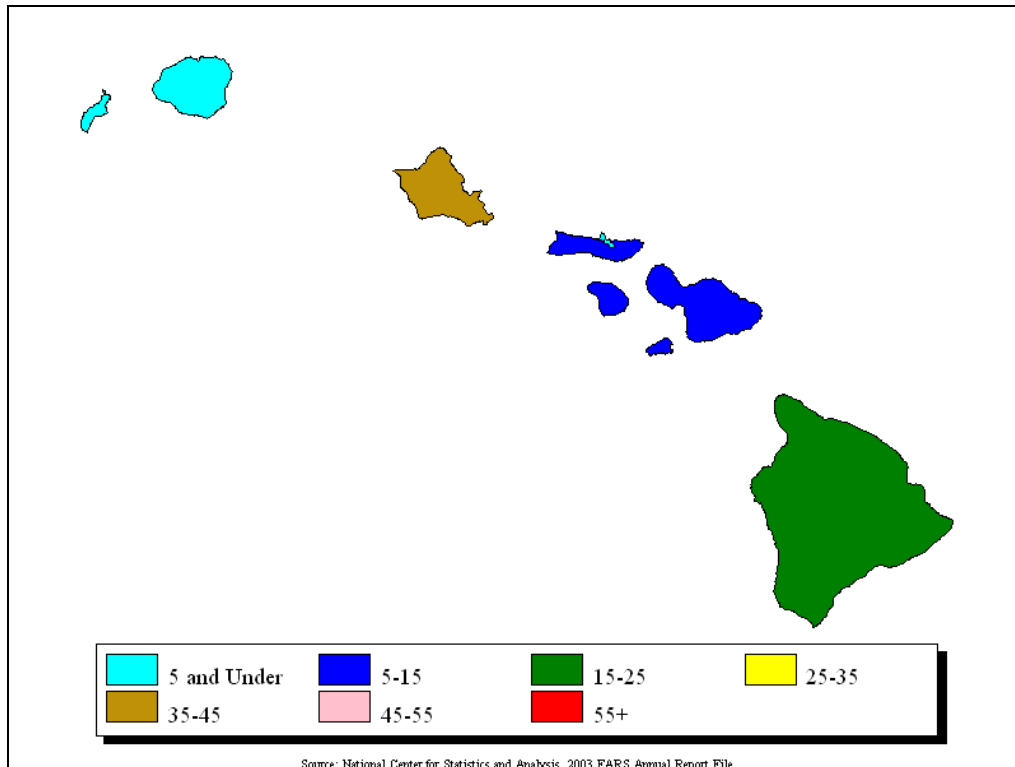 5 and Under 5-15 15-25 25-35
35-45 45-55 55+
Source: National Center for Statistics and Analysis, 2003 FARS Annual Report File